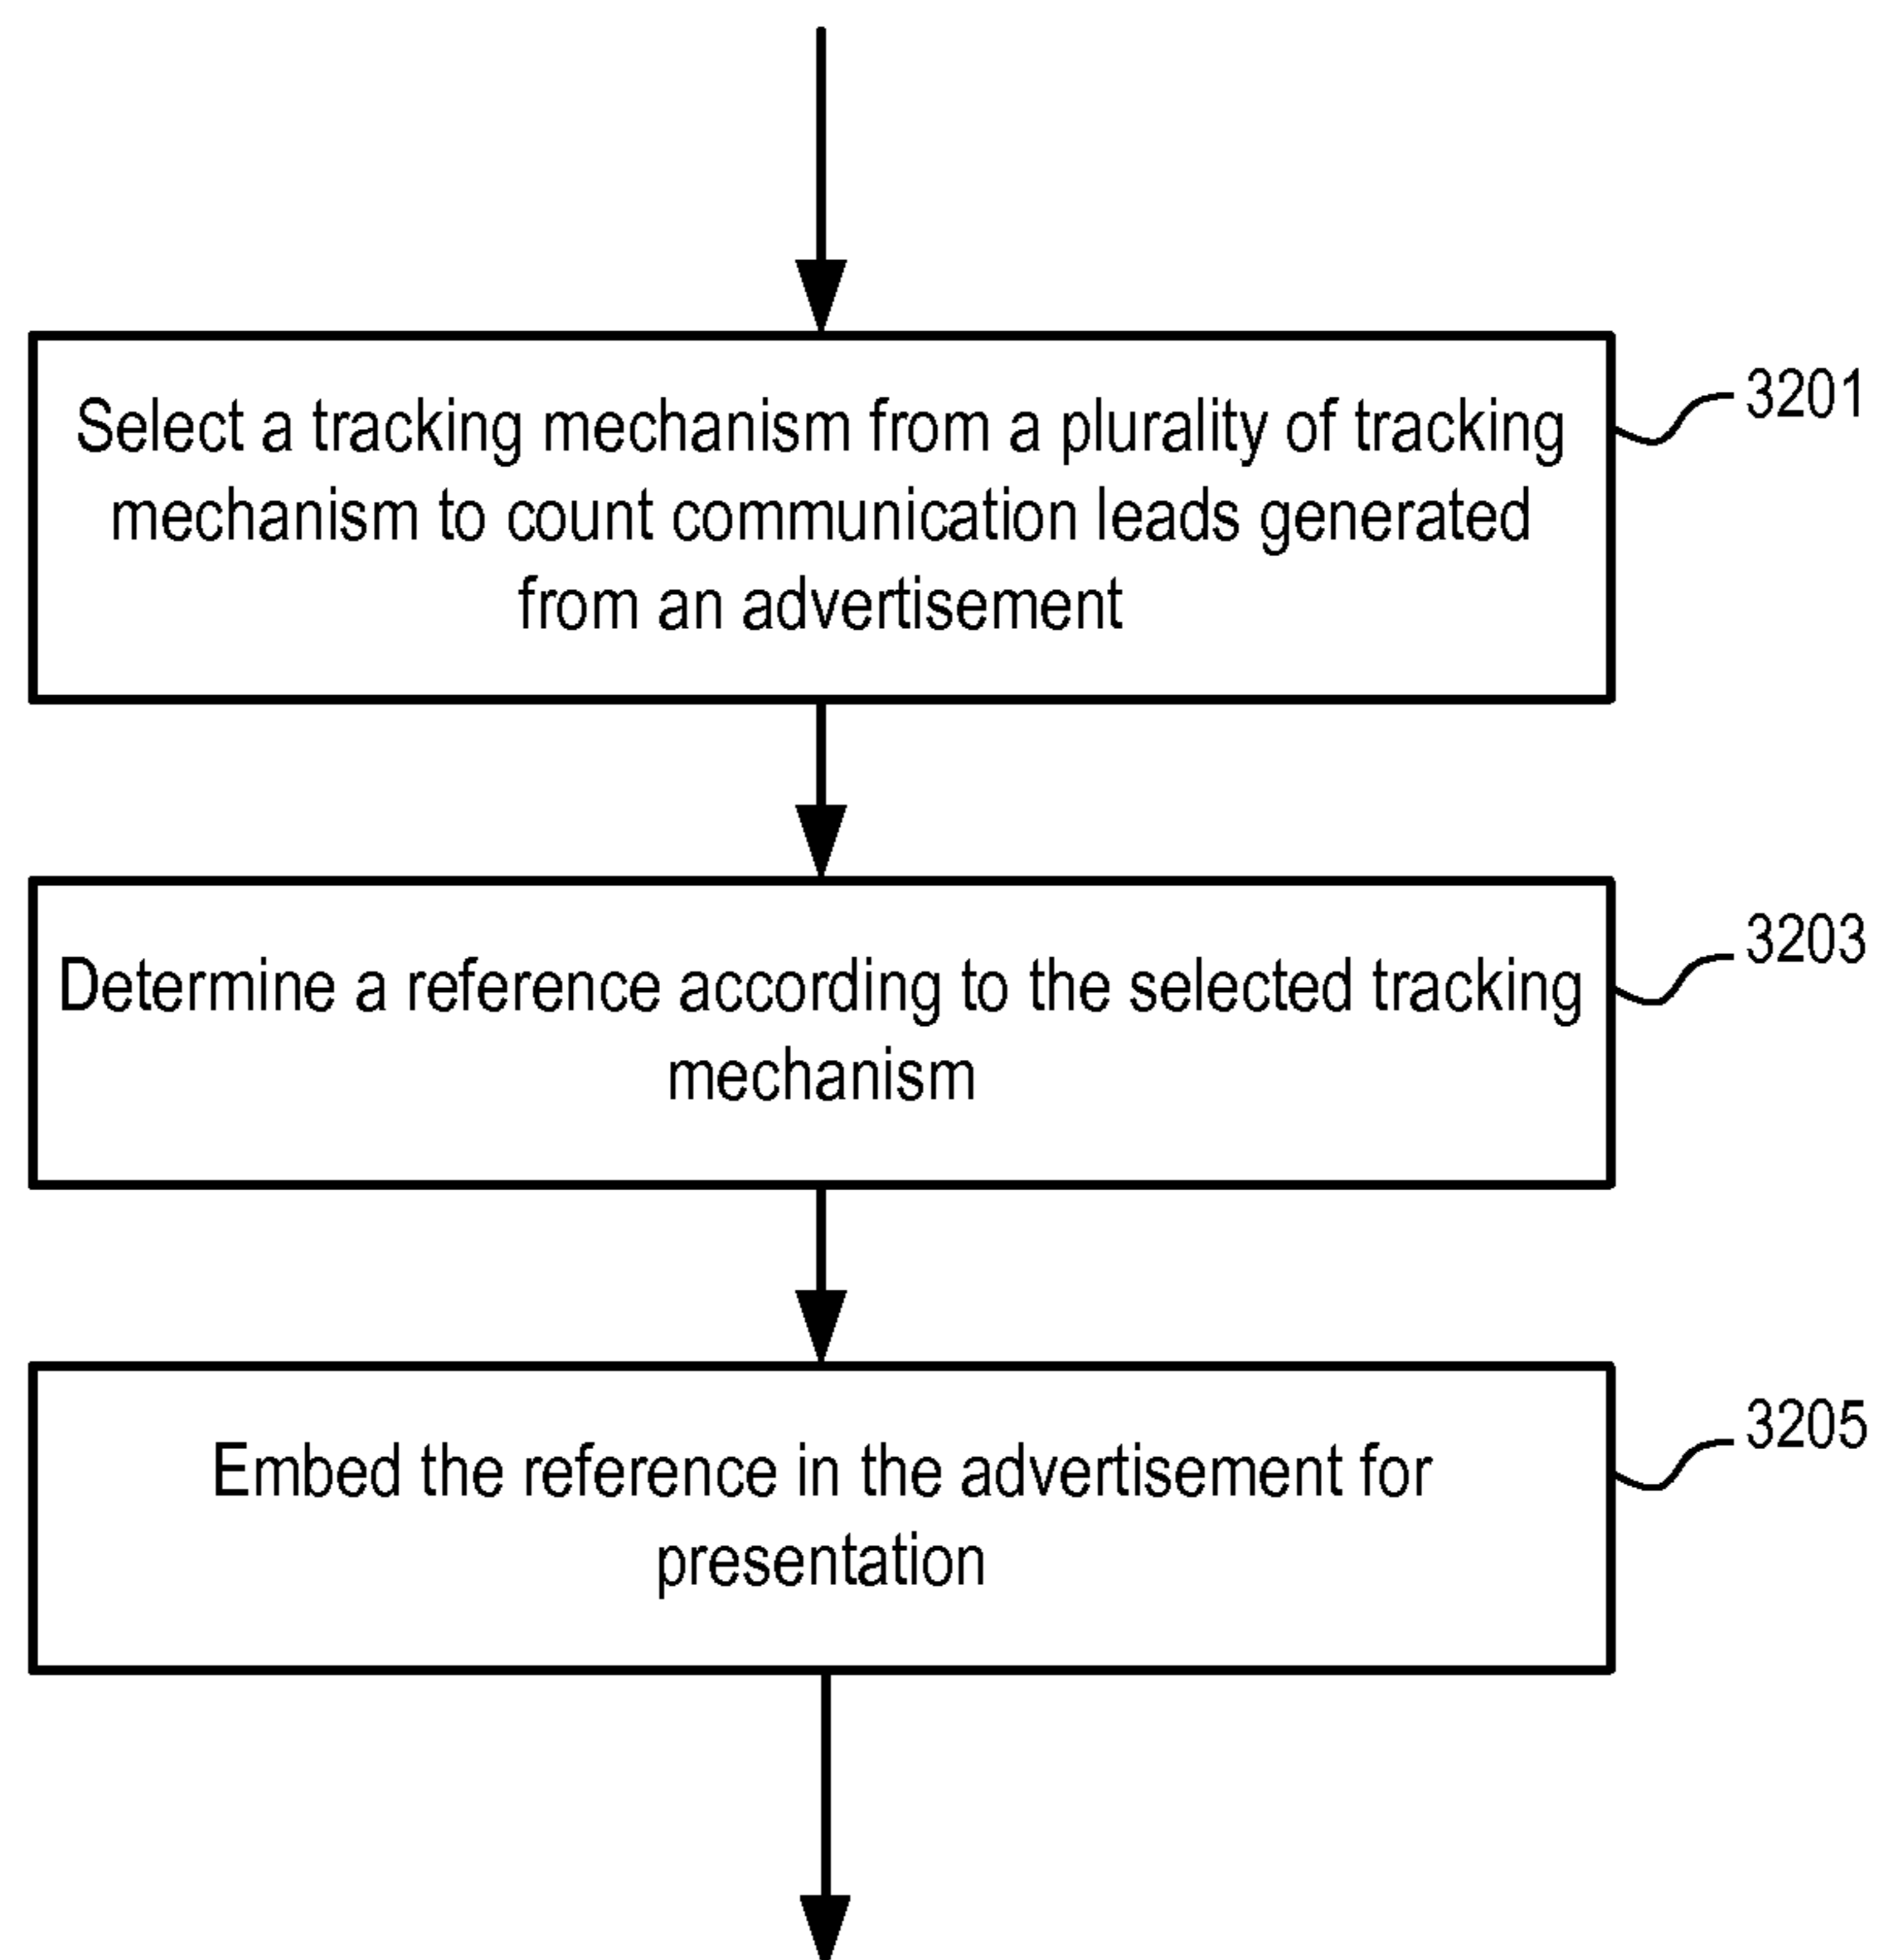 Select a tracking mechanism from a plurality of tracking
mechanism to count communication leads generated
from an advertisement
3201
Determine a reference according to the selected tracking
mechanism
3203
Embed the reference in the advertisement for
presentation
3205